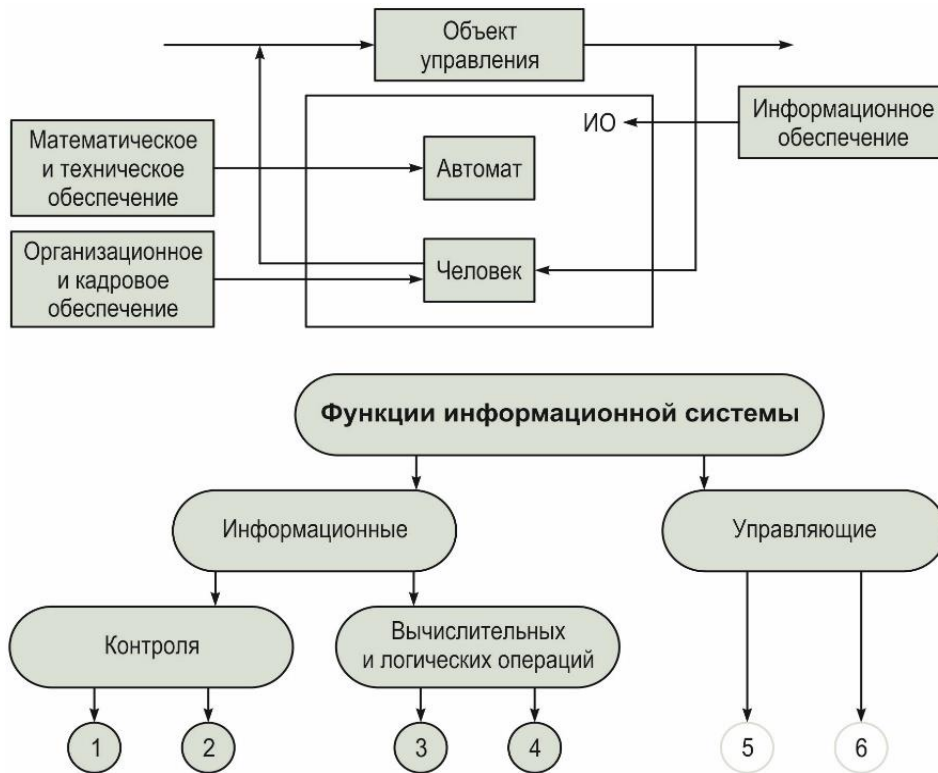 Объект
управления
Математическое
и техническое
обеспечение
ИО
Информационное
обеспечение
Автомат
Организационное
и кадровое
обеспечение
Человек
Функции информационной системы
Информационные
Управляющие
Контроля
Вычислительных
и логических операций
1
2
3
4
5
6